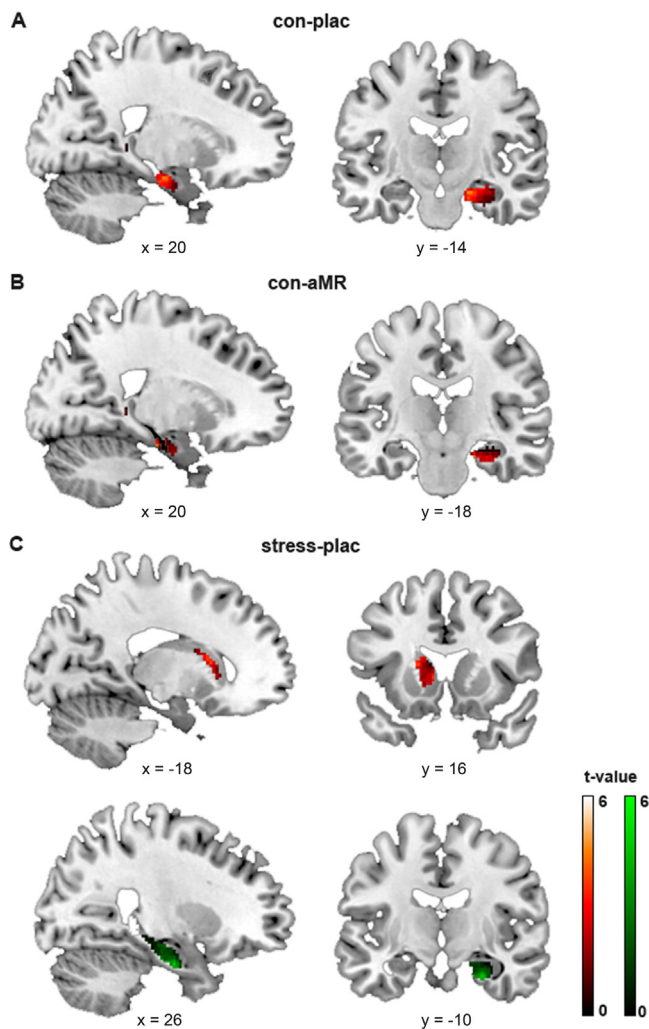 A
con-plac
x = 20
y = -14
B
con-aMR
x = 20
y = -18
C
stress-plac
x = -18
y = 16
t-value
6
6
0
0
x = 26
y = -10